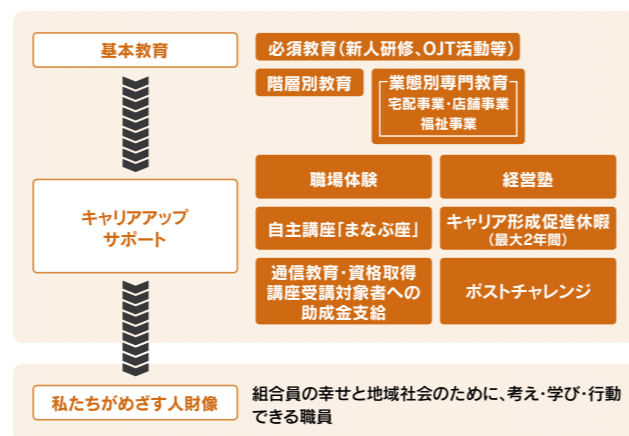 基本教育
必須教育（新人研修、OJT活動等）
階層別教育
業態別専門教育
宅配事業・店舗事業
福祉事業
キャリアアップ
サポート
職場体験
経営塾
自主講座「まなぶ座」
キャリア形成促進休暇
（最大2年間）
通信教育・資格取得
講座受講対象者への
助成金支給
ポストチャレンジ
私たちがめざす人財像
組合員の幸せと地域社会のために、考え・学び・行動
できる職員